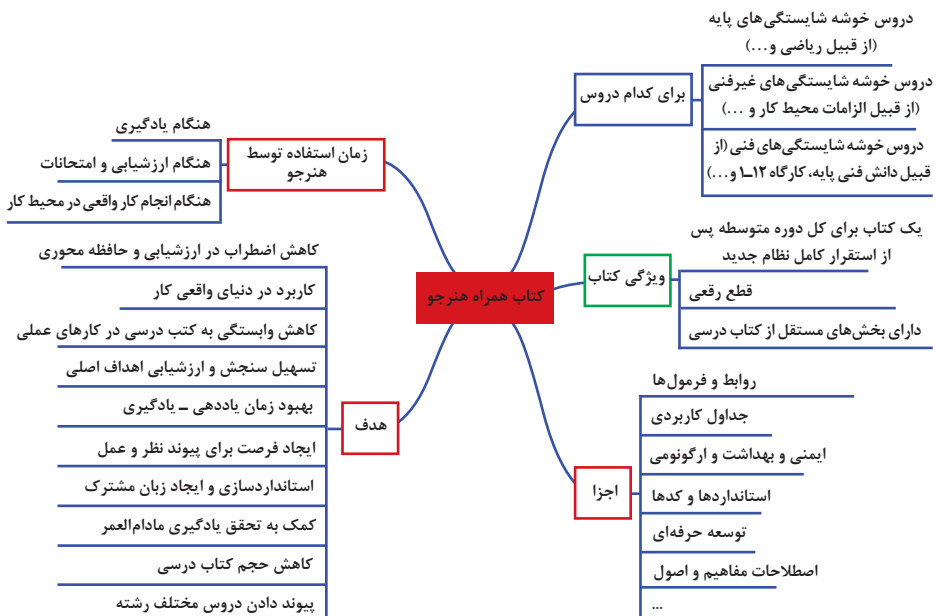 کتاب همراه هنرجو
برای کدام دروس
دروس خوشه شایستگی‌های پایه
(از قبیل ریاضی و...)
دروس خوشه شایستگی‌های غیرفنی
(از قبیل الزامات محیط کار و ...)
دروس خوشه شایستگی‌های فنی (از
قبیل دانش فنی پایه، کارگاه ۱۲ـ۱ و...)
ویژگی کتاب
یک کتاب برای کل دوره متوسطه پس
از استقرار کامل نظام جدید
قطع رقعی
دارای بخش‌های مستقل از کتاب درسی
اجزا
روابط و فرمول‌ها
جداول کاربردی
ایمنی و بهداشت و ارگونومی
استانداردها و کدها
توسعه حرفه‌ای
اصطلاحات مفاهیم و اصول
...
زمان استفاده توسط
هنرجو
هنگام یادگیری
هنگام ارزشیابی و امتحانات
هنگام انجام کار واقعی در محیط کار
هدف
کاهش اضطراب در ارزشیابی و حافظه محوری
کاربرد در دنیای واقعی کار
کاهش وابستگی به کتب درسی در کارهای عملی
تسهیل سنجش و ارزشیابی اهداف اصلی
بهبود زمان یاددهی ـ یادگیری
ایجاد فرصت برای پیوند نظر و عمل
استانداردسازی و ایجاد زبان مشترک
کمک به تحقق یادگیری مادام‌العمر
کاهش حجم کتاب درسی
پیوند دادن دروس مختلف رشته